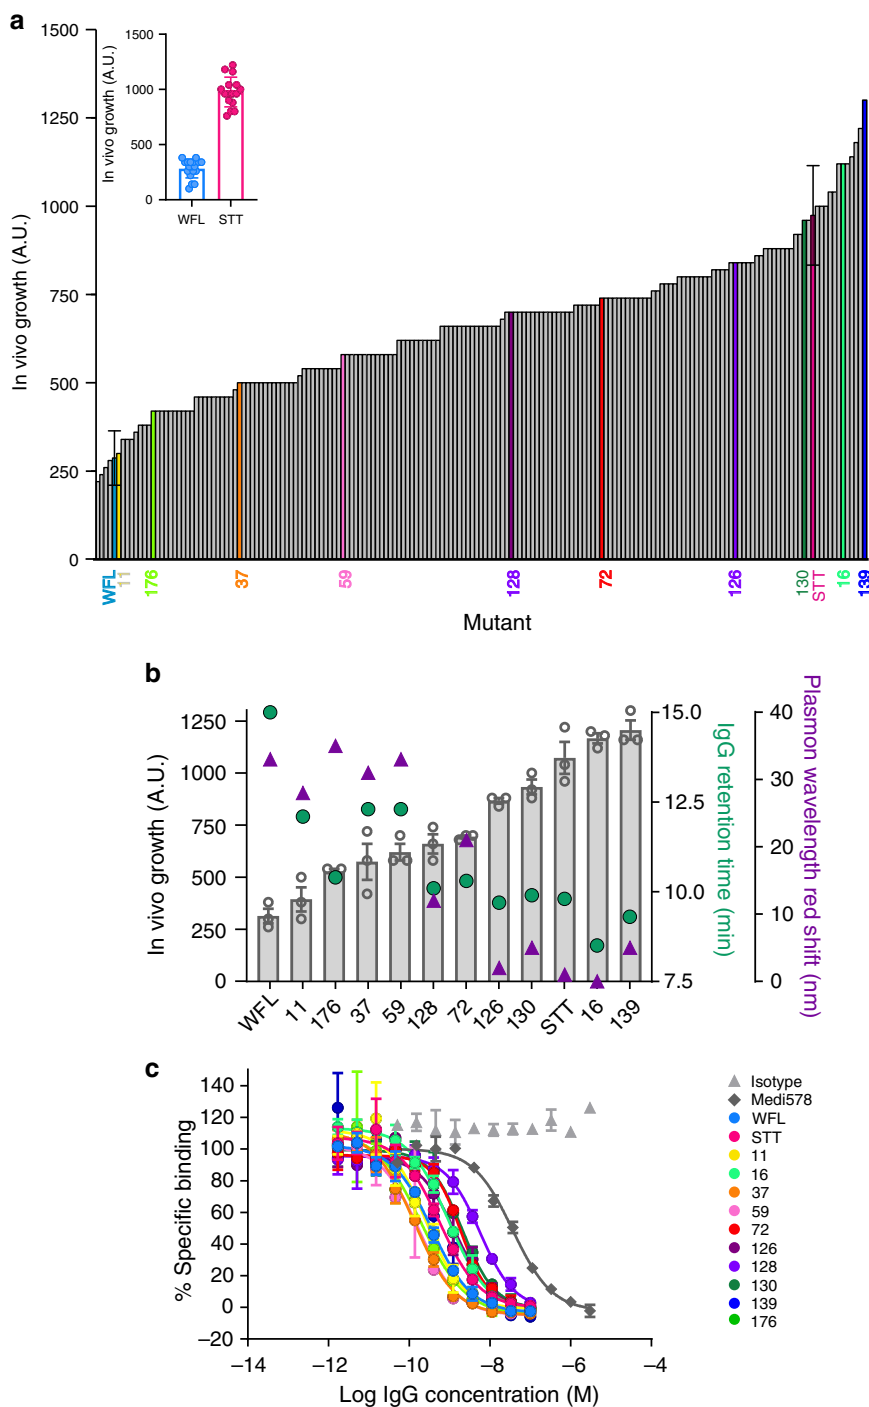 a
1500
1250
1000
750
500
250
0
In vivo growth (A.U.)
1500
1000
500
0
In vivo growth (A.U.)
WFL STT
WFL 11 176 37 59 128 72 126 130 STT 16 139
Mutant
b
1250
1000
750
500
250
0
In vivo growth (A.U.)
15.0
12.5
10.0
7.5
IgG retention time (min)
40
30
20
10
0
Plasmon wavelength red shift (nm)
WFL 11 176 37 59 128 72 126 130 STT 16 139
c
140
120
100
80
60
40
20
0
−20
% Specific binding
−14 −12 −10 −8 −6 −4
Log IgG concentration (M)
Isotype
Medi578
WFL
STT
11
16
37
59
72
126
128
130
139
176